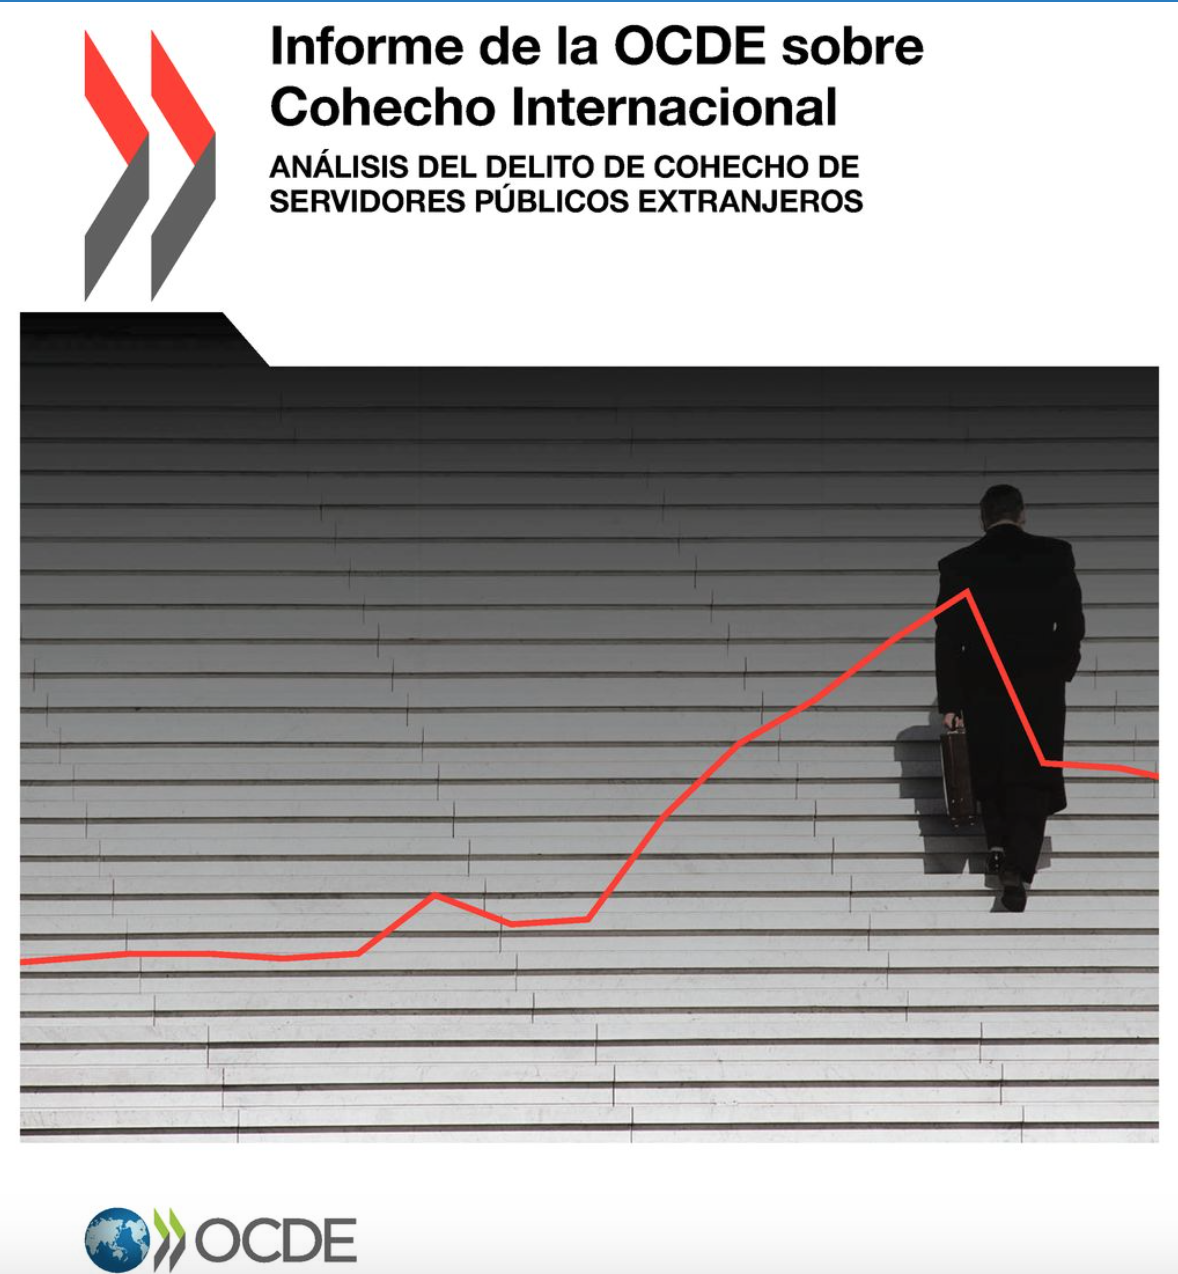 Informe de la OCDE sobre
Cohecho Internacional
ANÁLISIS DEL DELITO DE COHECHO DE
SERVIDORES PÚBLICOS EXTRANJEROS
OCDE